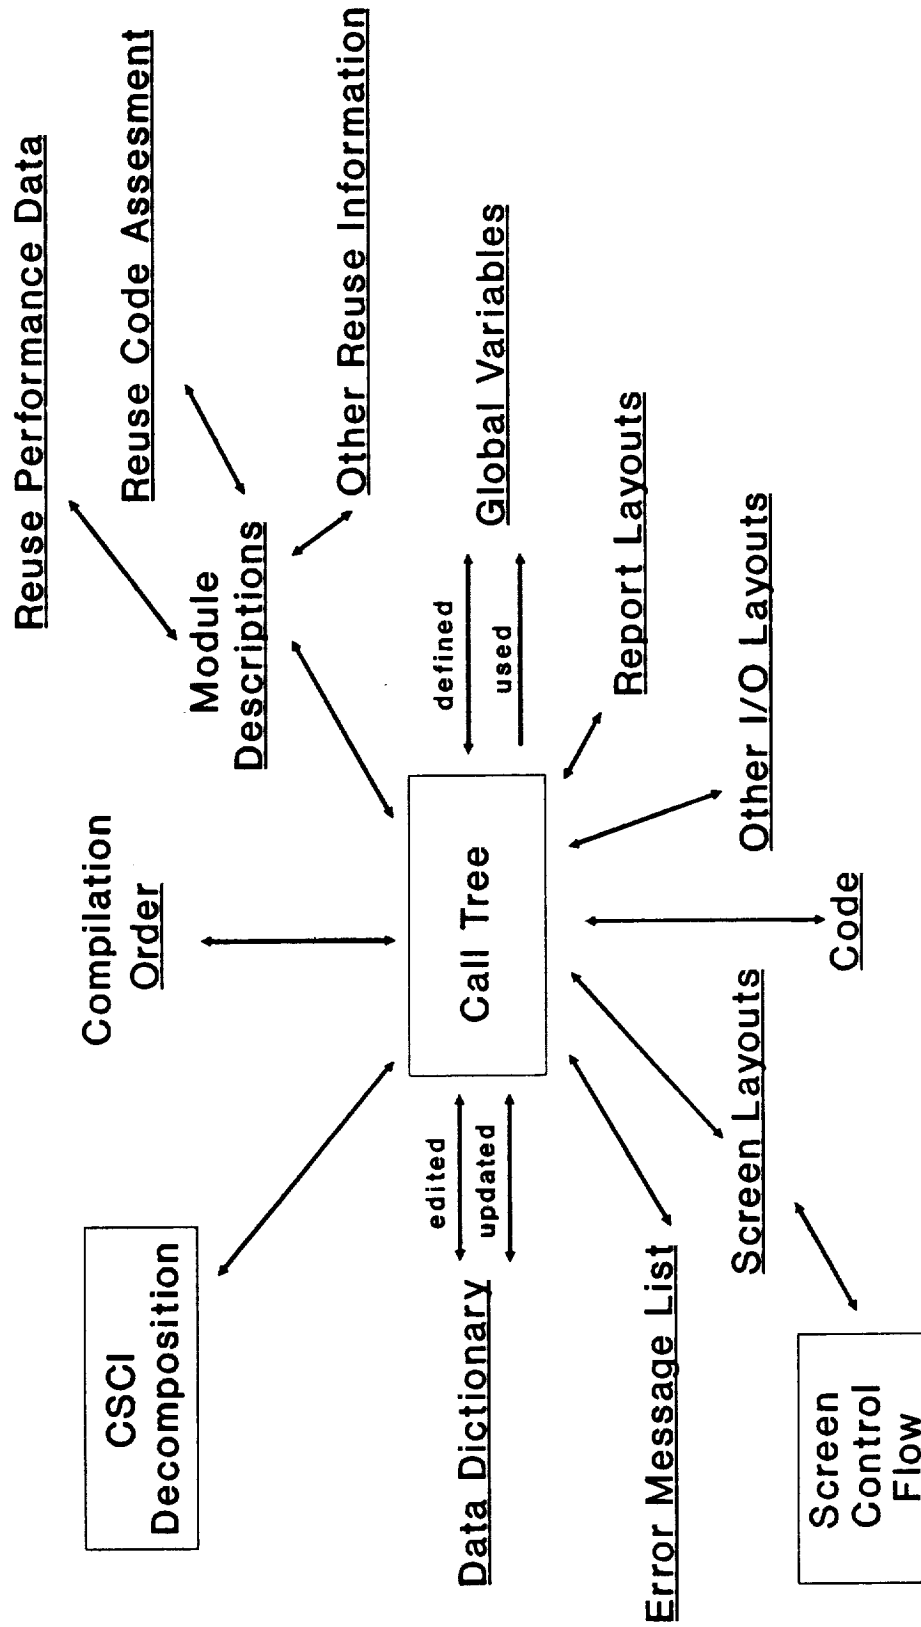 Reuse Performance Data
Compilation
Order
Module
Descriptions
Reuse Code Assesment
CSCI
Decomposition
Other Reuse Information
edited
updated
Data Dictionary
Call Tree
defined
used
Global Variables
Report Layouts
Error Message List
Screen Layouts
Other I/O Layouts
Code
Screen
Control
Flow